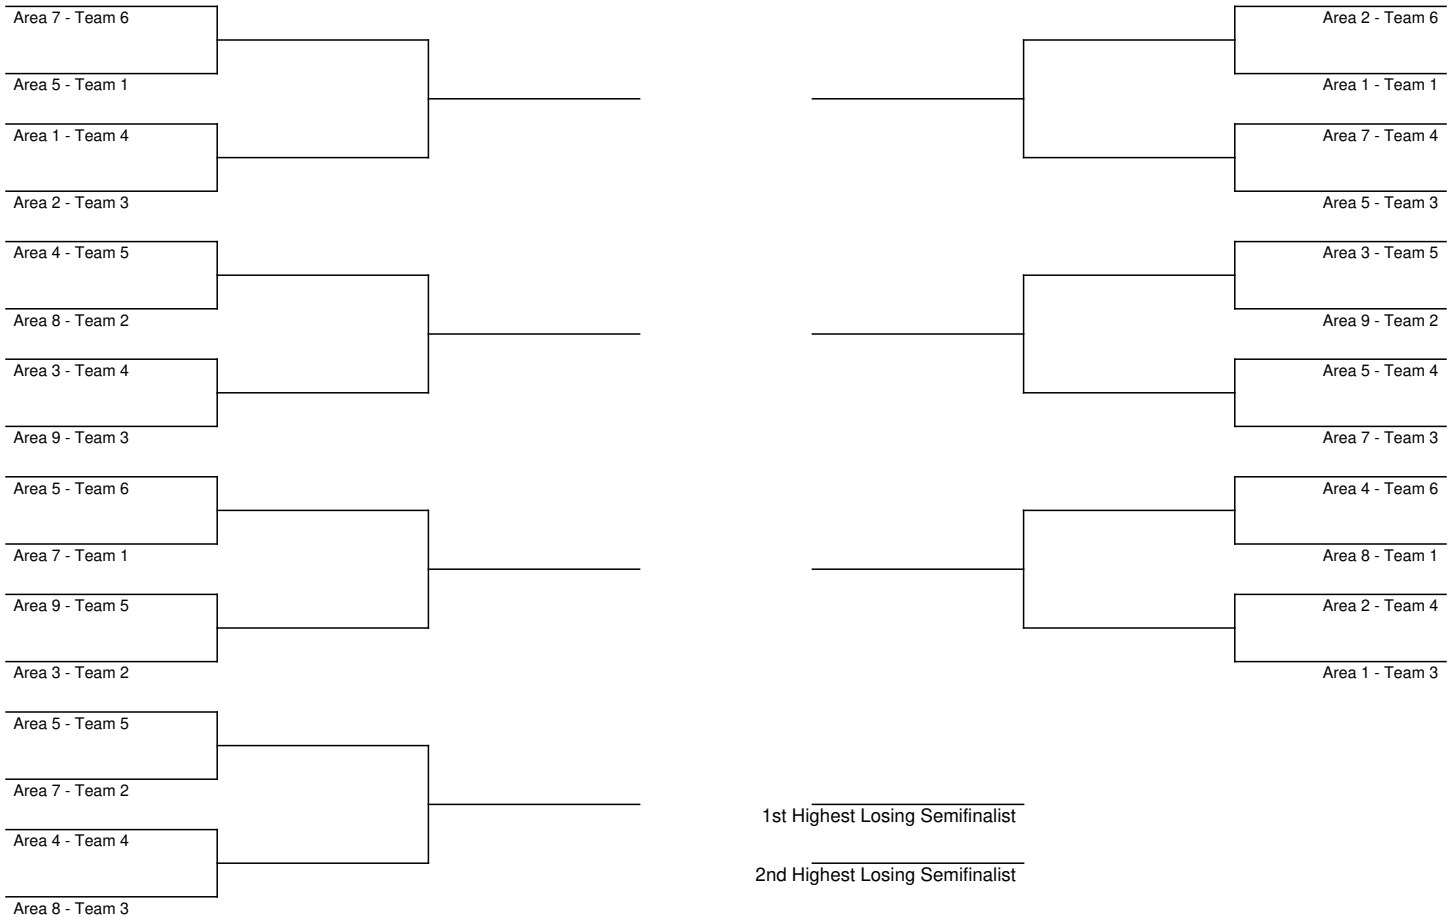 Area 7 - Team 6
Area 5 - Team 1
Area 1 - Team 4
Area 2 - Team 3
Area 4 - Team 5
Area 8 - Team 2
Area 3 - Team 4
Area 9 - Team 3
Area 5 - Team 6
Area 7 - Team 1
Area 9 - Team 5
Area 3 - Team 2
Area 5 - Team 5
Area 7 - Team 2
Area 4 - Team 4
Area 8 - Team 3
Area 2 - Team 6
Area 1 - Team 1
Area 7 - Team 4
Area 5 - Team 3
Area 3 - Team 5
Area 9 - Team 2
Area 5 - Team 4
Area 7 - Team 3
Area 4 - Team 6
Area 8 - Team 1
Area 2 - Team 4
Area 1 - Team 3
1st Highest Losing Semifinalist
2nd Highest Losing Semifinalist